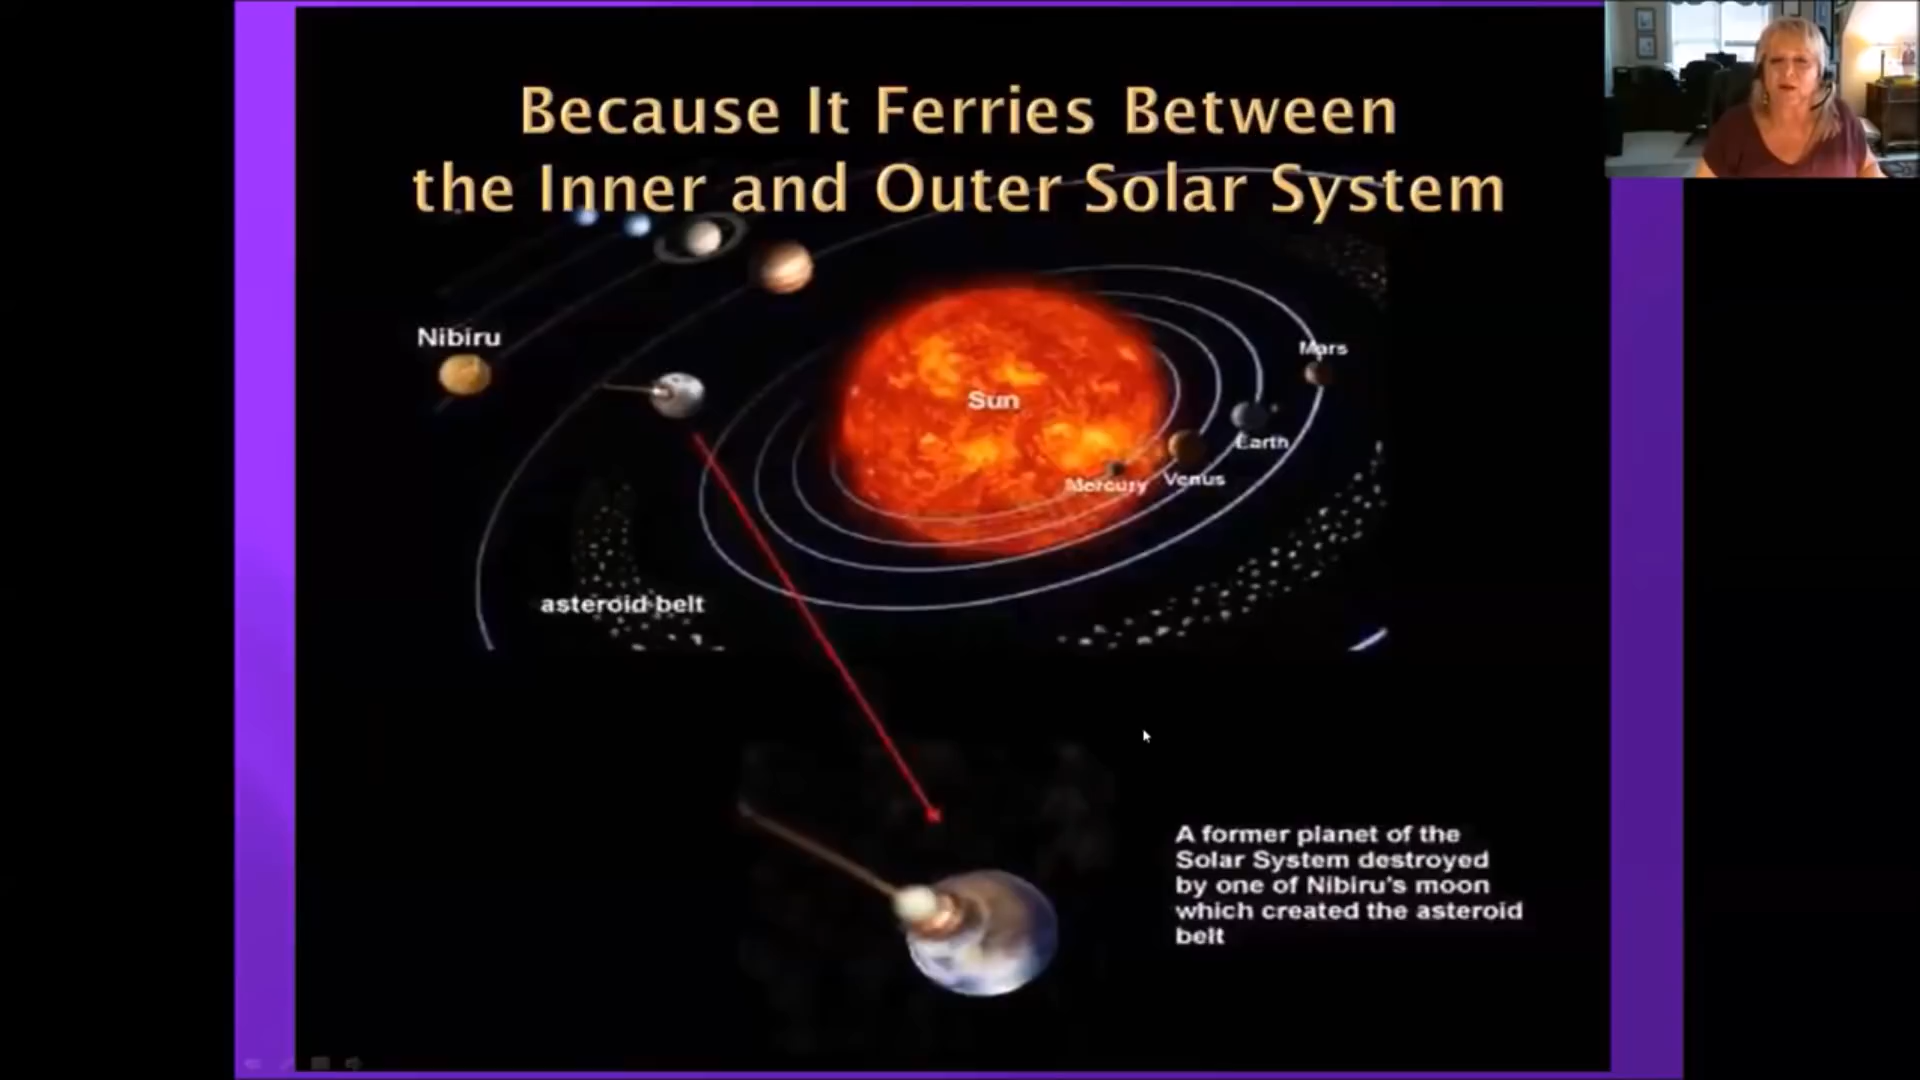 Because It Ferries Between
the Inner and Outer Solar System
Nibiru
Mars
Sun
Earth
Mercury
Venus
asteroid belt
A former planet of the
Solar System destroyed
by one of Nibiru's moon
which created the asteroid
belt